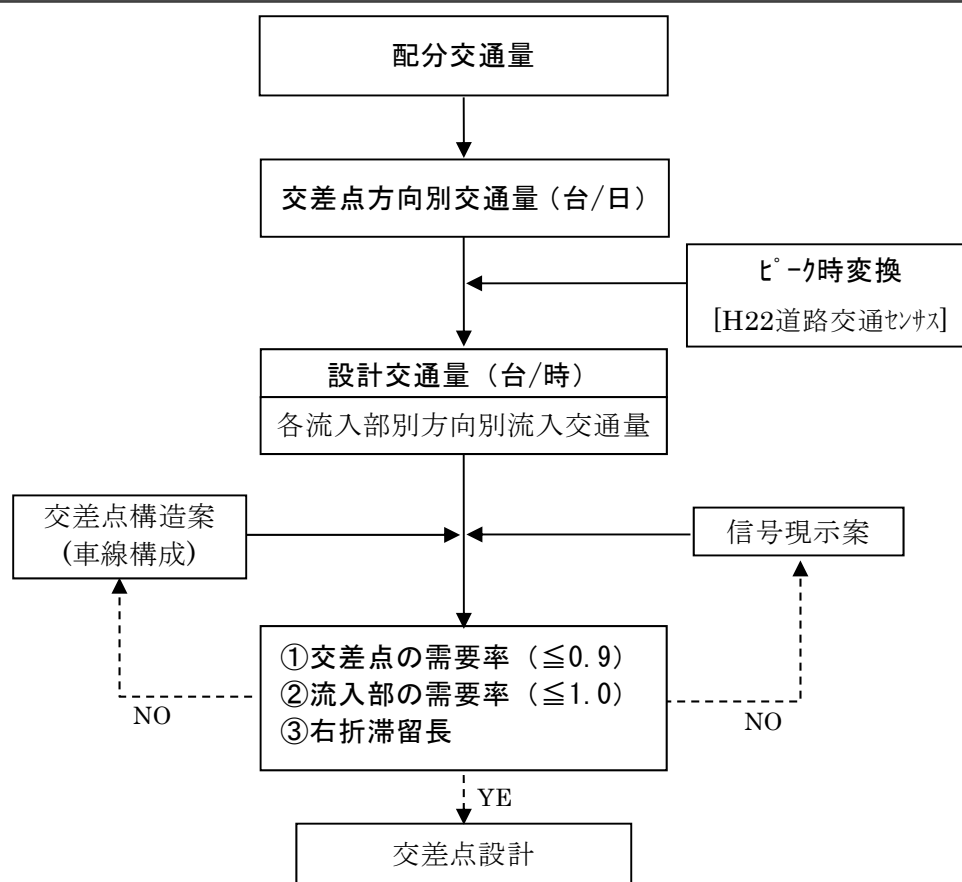 配分交通量
交差点方向別交通量（台/日）
ﾋﾟｰｸ時変換
[H22道路交通ｾﾝｻｽ]
設計交通量（台/時）
各流入部別方向別流入交通量
交差点構造案
(車線構成)
信号現示案
①交差点の需要率（≦0.9）
②流入部の需要率（≦1.0）
③右折滞留長
NO
NO
YE
交差点設計